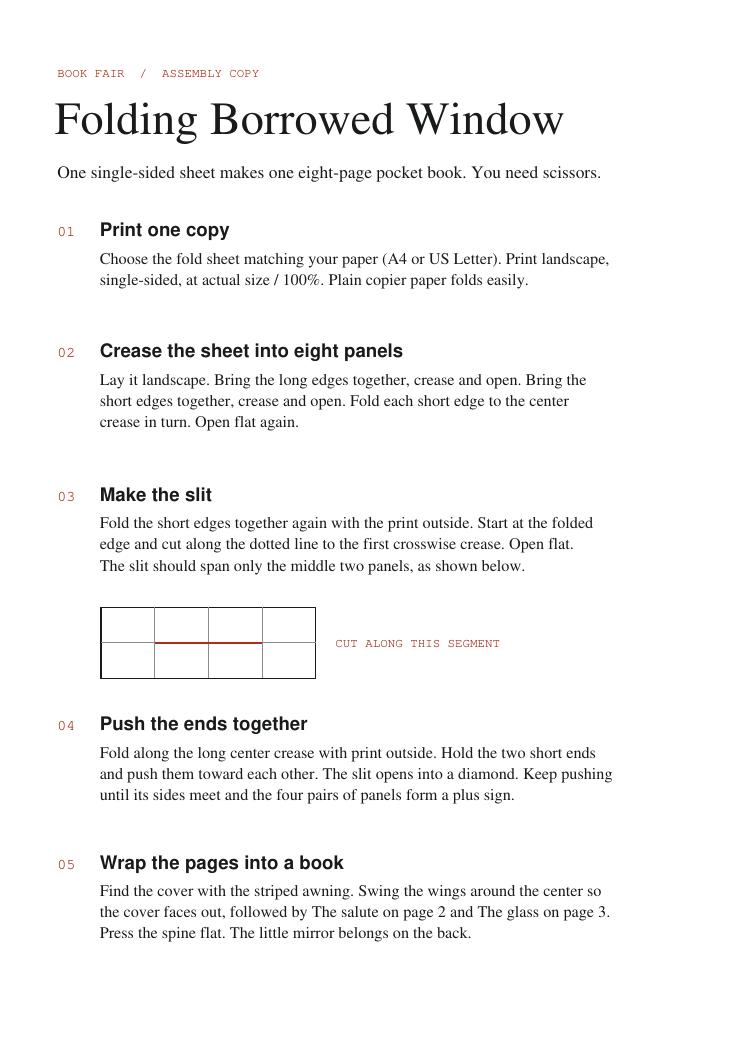 BOOK FAIR / ASSEMBLY COPY
Folding Borrowed Window
One single-sided sheet makes one eight-page pocket book. You need scissors.
01 Print one copy
Choose the fold sheet matching your paper (A4 or US Letter). Print landscape,
single-sided, at actual size / 100%. Plain copier paper folds easily.
02 Crease the sheet into eight panels
Lay it landscape. Bring the long edges together, crease and open. Bring the
short edges together, crease and open. Fold each short edge to the center
crease in turn. Open flat again.
03 Make the slit
Fold the short edges together again with the print outside. Start at the folded
edge and cut along the dotted line to the first crosswise crease. Open flat.
The slit should span only the middle two panels, as shown below.
CUT ALONG THIS SEGMENT
04 Push the ends together
Fold along the long center crease with print outside. Hold the two short ends
and push them toward each other. The slit opens into a diamond. Keep pushing
until its sides meet and the four pairs of panels form a plus sign.
05 Wrap the pages into a book
Find the cover with the striped awning. Swing the wings around the center so
the cover faces out, followed by The salute on page 2 and The glass on page 3.
Press the spine flat. The little mirror belongs on the back.